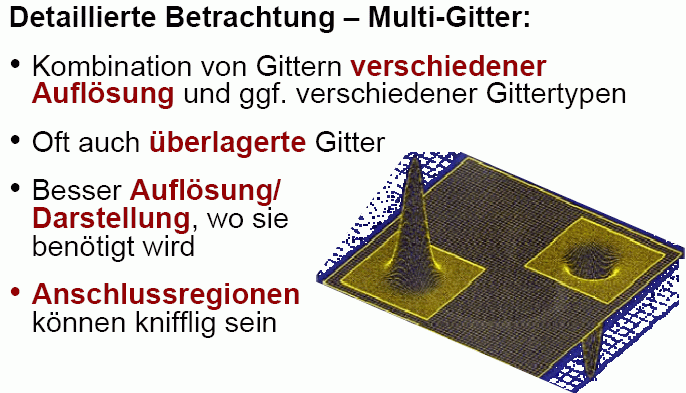 Detaillierte Betrachtung – Multi-Gitter:
• Kombination von Gittern verschiedener
Auflösung und ggf. verschiedener Gittertypen
• Oft auch überlagerte Gitter
• Besser Auflösung/
Darstellung, wo sie
benötigt wird
• Anschlussregionen
können knifflig sein